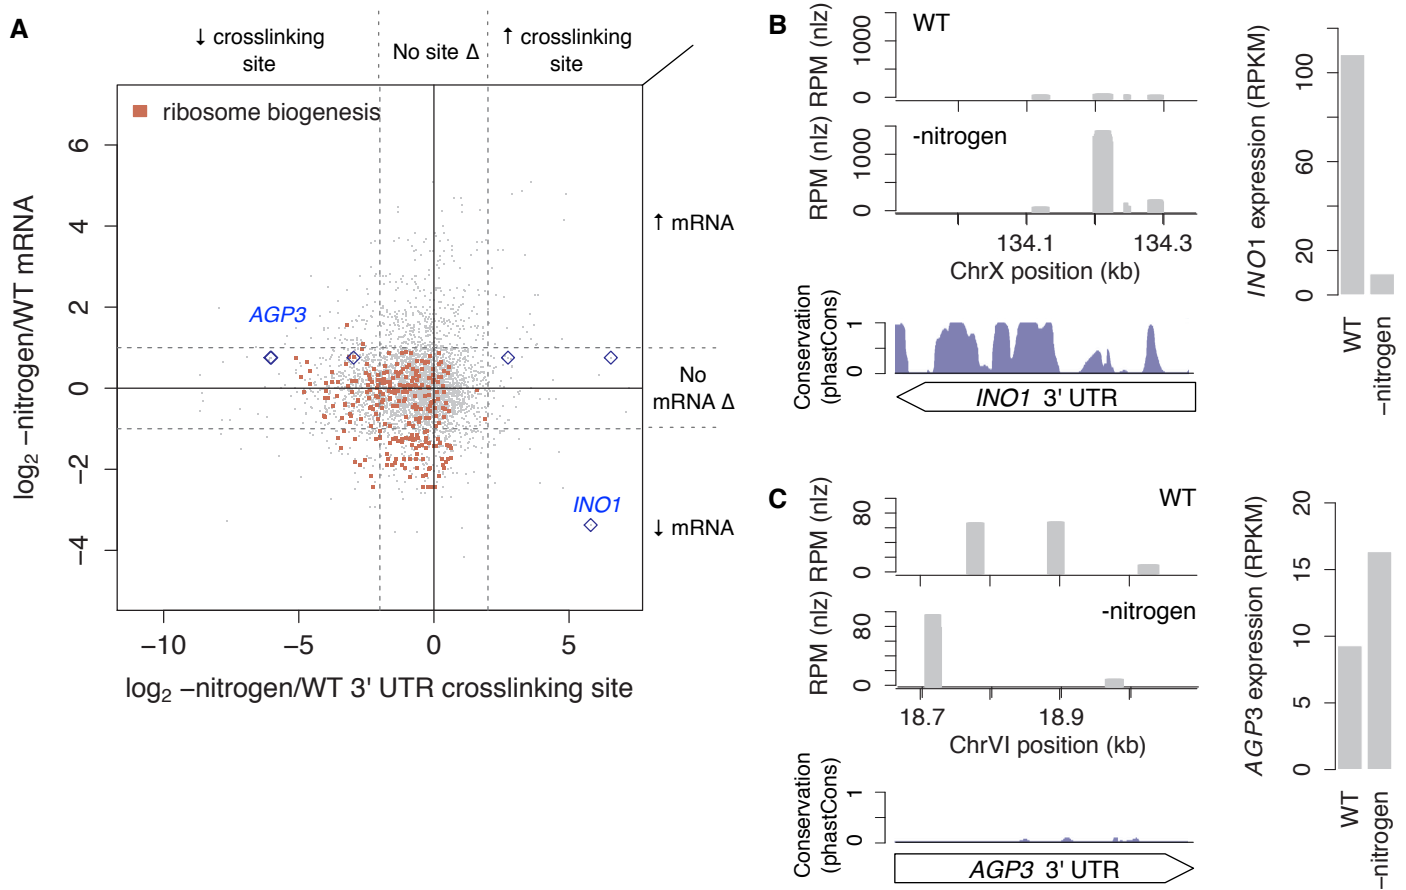 A
↓ crosslinking
site
No site Δ
↑ crosslinking
site
ribosome biogenesis
6
4
2
0
−2
−4
log2 −nitrogen/WT mRNA
AGP3
INO1
↑ mRNA
No
mRNA Δ
↓ mRNA
−10
−5
0
5
log2 −nitrogen/WT 3' UTR crosslinking site
B
WT
RPM (nlz)
1000
0
-nitrogen
RPM (nlz)
1000
0
134.1
134.3
ChrX position (kb)
Conservation
(phastCons)
1
0
INO1 3' UTR
INO1 expression (RPKM)
100
60
20
0
WT
−nitrogen
C
WT
RPM (nlz)
80
0
-nitrogen
RPM (nlz)
80
0
18.7
18.9
ChrVI position (kb)
Conservation
(phastCons)
1
0
AGP3 3' UTR
AGP3 expression (RPKM)
20
15
10
5
0
WT
−nitrogen